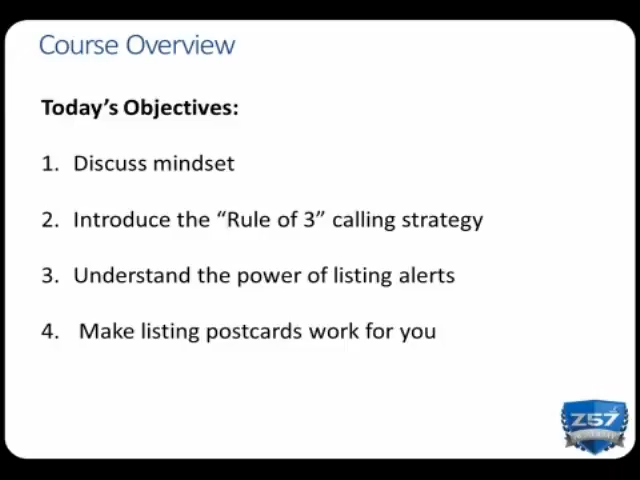 Course Overview
Today's Objectives:
1. Discuss mindset
2. Introduce the “Rule of 3” calling strategy
3. Understand the power of listing alerts
4. Make listing postcards work for you
Z57